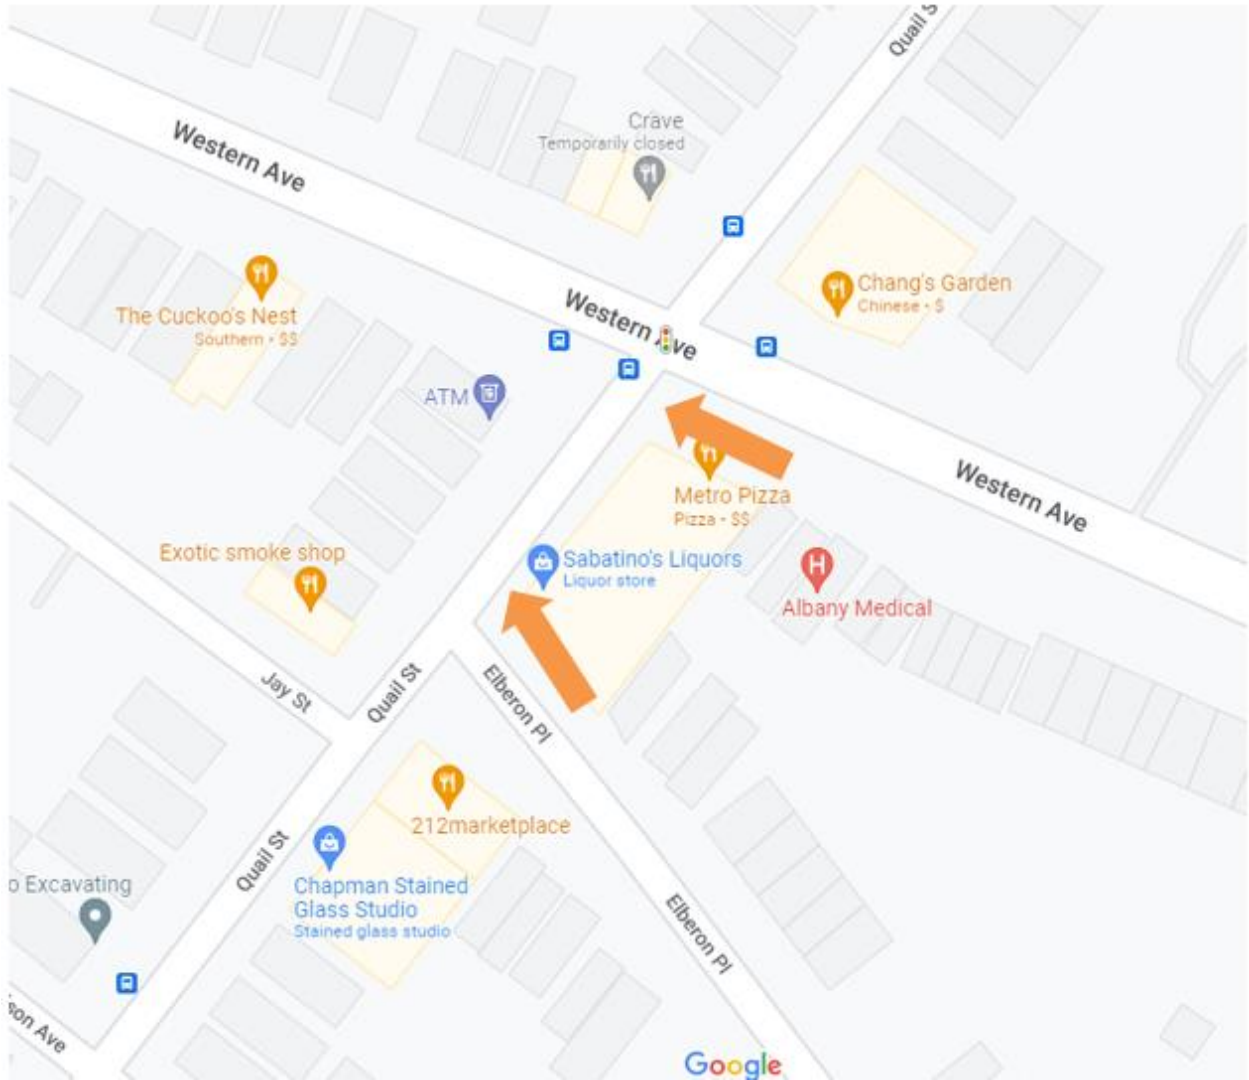 Quail S
Crave
Temporarily closed
Western Ave
Chang's Garden
Chinese • $
The Cuckoo's Nest
Southern • $$
Western Ave
ATM
Western Ave
Metro Pizza
Pizza • $$
Exotic smoke shop
Sabatino's Liquors
Liquor store
Albany Medical
Jay St
Quail St
Elberon Pl
212marketplace
Quail St
o Excavating
Chapman Stained
Glass Studio
Stained glass studio
Elberon Pl
son Ave
Google